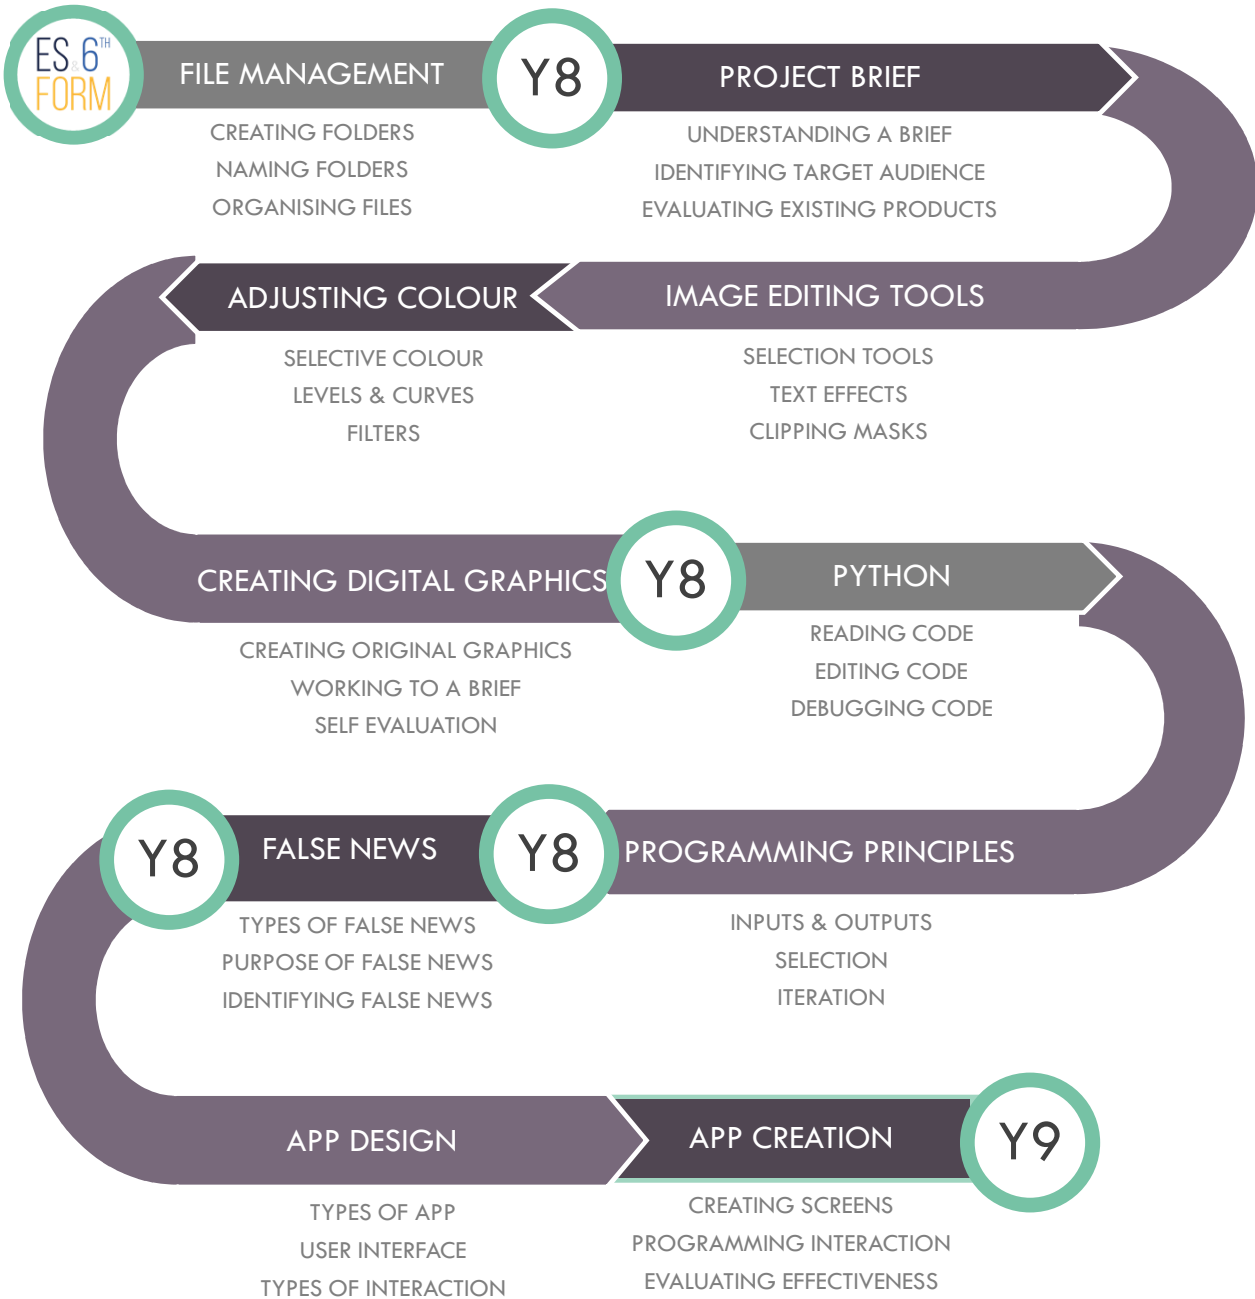 ES & 6TH
FORM
FILE MANAGEMENT
CREATING FOLDERS
NAMING FOLDERS
ORGANISING FILES
Y8
PROJECT BRIEF
UNDERSTANDING A BRIEF
IDENTIFYING TARGET AUDIENCE
EVALUATING EXISTING PRODUCTS
IMAGE EDITING TOOLS
SELECTION TOOLS
TEXT EFFECTS
CLIPPING MASKS
ADJUSTING COLOUR
SELECTIVE COLOUR
LEVELS & CURVES
FILTERS
CREATING DIGITAL GRAPHICS
CREATING ORIGINAL GRAPHICS
WORKING TO A BRIEF
SELF EVALUATION
Y8
PYTHON
READING CODE
EDITING CODE
DEBUGGING CODE
PROGRAMMING PRINCIPLES
INPUTS & OUTPUTS
SELECTION
ITERATION
Y8
FALSE NEWS
TYPES OF FALSE NEWS
PURPOSE OF FALSE NEWS
IDENTIFYING FALSE NEWS
Y8
APP DESIGN
TYPES OF APP
USER INTERFACE
TYPES OF INTERACTION
APP CREATION
CREATING SCREENS
PROGRAMMING INTERACTION
EVALUATING EFFECTIVENESS
Y9